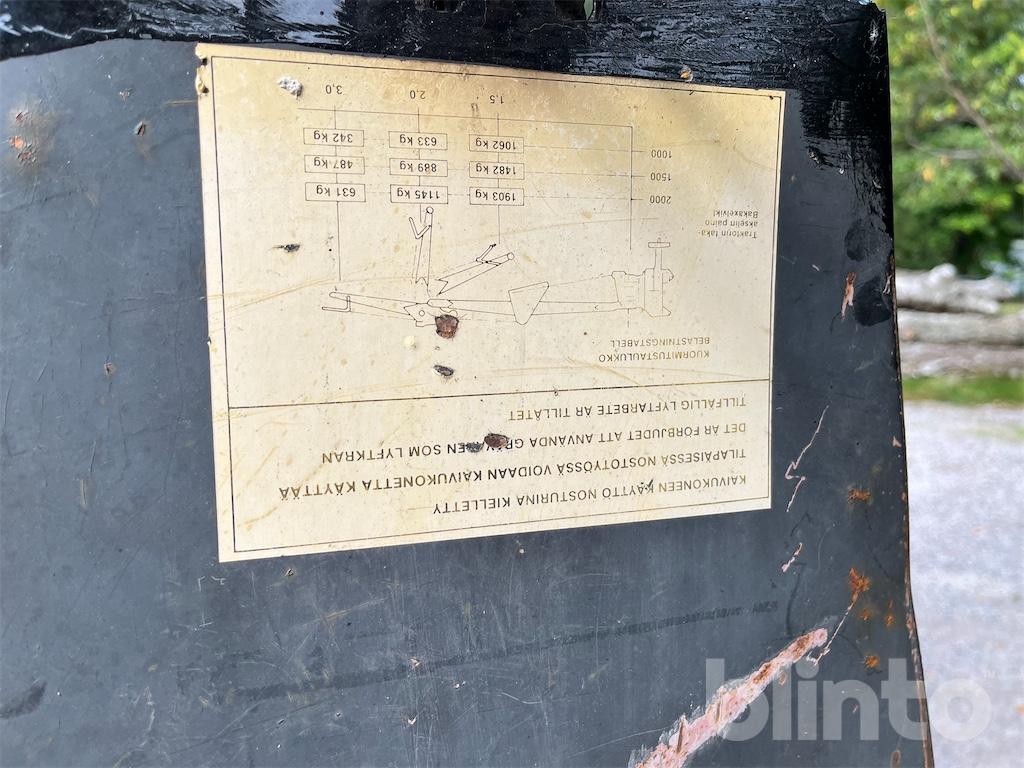 KAIVUKONEEN KÄYTTÖ NOSTURINA KIELLETTY
TILAPÄISESSÄ NOSTOTYÖSSÄ VOIDAAN KAIVUKONETTA KÄYTTÄÄ
DET ÄR FÖRBJUDET ATT ANVÄNDA GRÄVEN SOM LYFTKRAN
TILLFÄLLIG LYFTARBETE ÄR TILLÅTET
KUORMITUSTAULUKKO
BELASTNINGSTABELL
Traktorin taka-
akselin paino
Bakaxelvikt
2000 1903 kg 1145 kg 631 kg
1500 1482 kg 889 kg 487 kg
1000 1062 kg 633 kg 342 kg
1,5 2,0 3,0
blinto